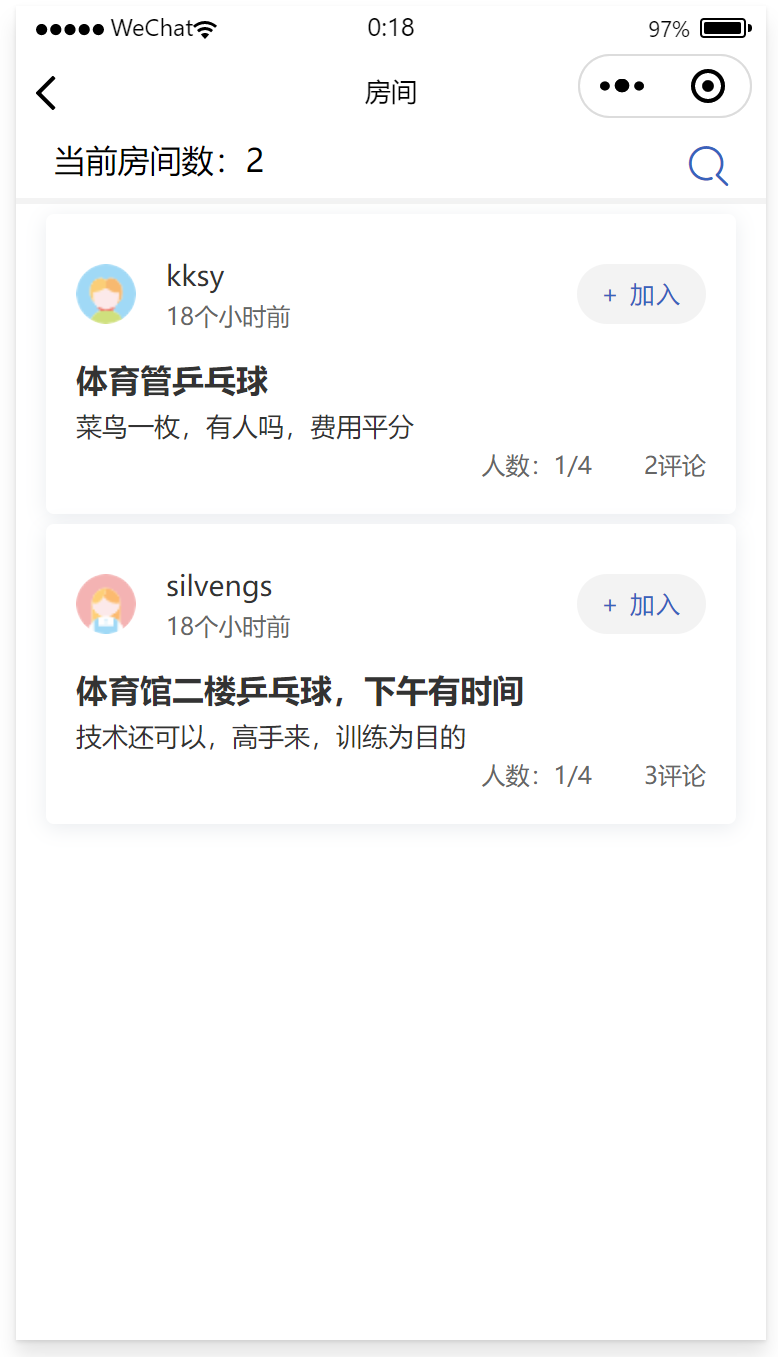 WeChat 0:18 97%
房间
当前房间数：2
kksy
18个小时前
+ 加入
体育管乒乓球
菜鸟一枚，有人吗，费用平分
人数：1/4 2评论
silvengs
18个小时前
+ 加入
体育馆二楼乒乓球，下午有时间
技术还可以，高手来，训练为目的
人数：1/4 3评论